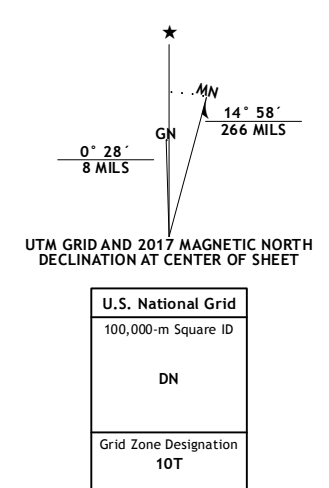 ★
MN
GN
14° 58´
266 MILS
0° 28´
8 MILS
UTM GRID AND 2017 MAGNETIC NORTH
DECLINATION AT CENTER OF SHEET
U.S. National Grid
100,000-m Square ID
DN
Grid Zone Designation
10T